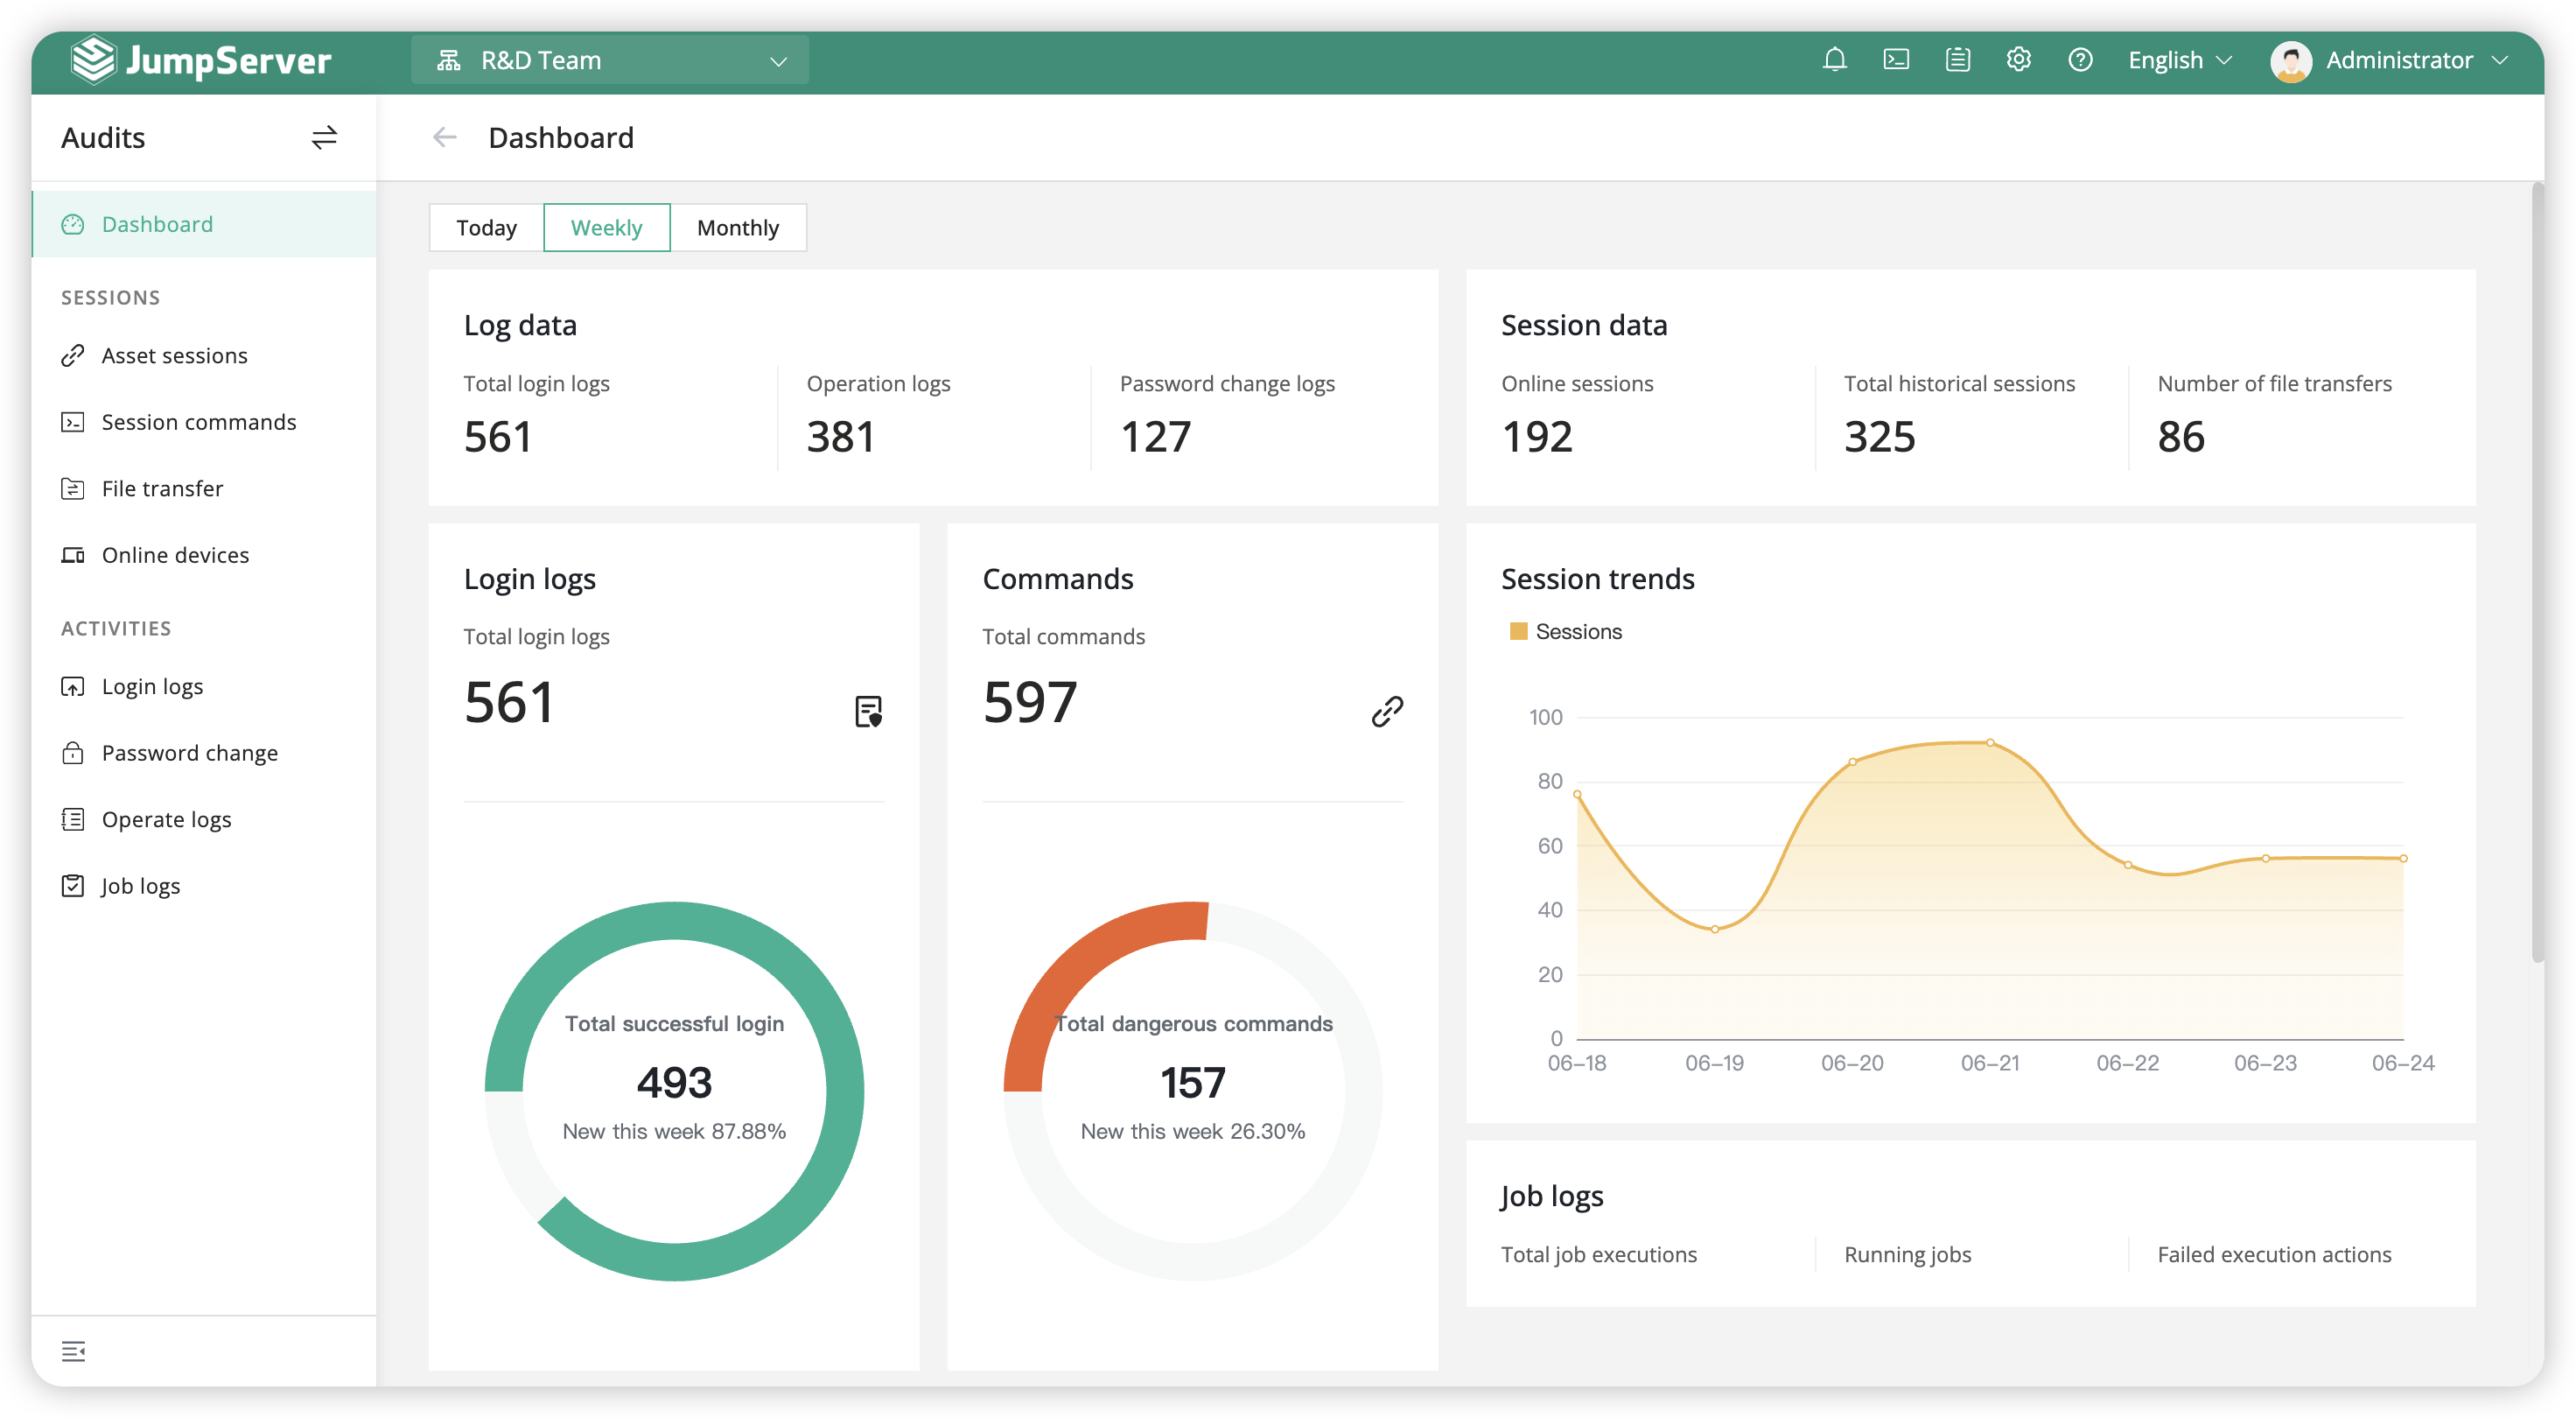 JumpServer
R&D Team
English
Administrator
Audits
Dashboard
Dashboard
SESSIONS
Asset sessions
Session commands
File transfer
Online devices
ACTIVITIES
Login logs
Password change
Operate logs
Job logs
Today Weekly Monthly
Log data
Total login logs Operation logs Password change logs
561 381 127
Session data
Online sessions Total historical sessions Number of file transfers
192 325 86
Login logs
Total login logs
561
Total successful login
493
New this week 87.88%
Commands
Total commands
597
Total dangerous commands
157
New this week 26.30%
Session trends
Sessions
100
80
60
40
20
0
06-18 06-19 06-20 06-21 06-22 06-23 06-24
Job logs
Total job executions Running jobs Failed execution actions